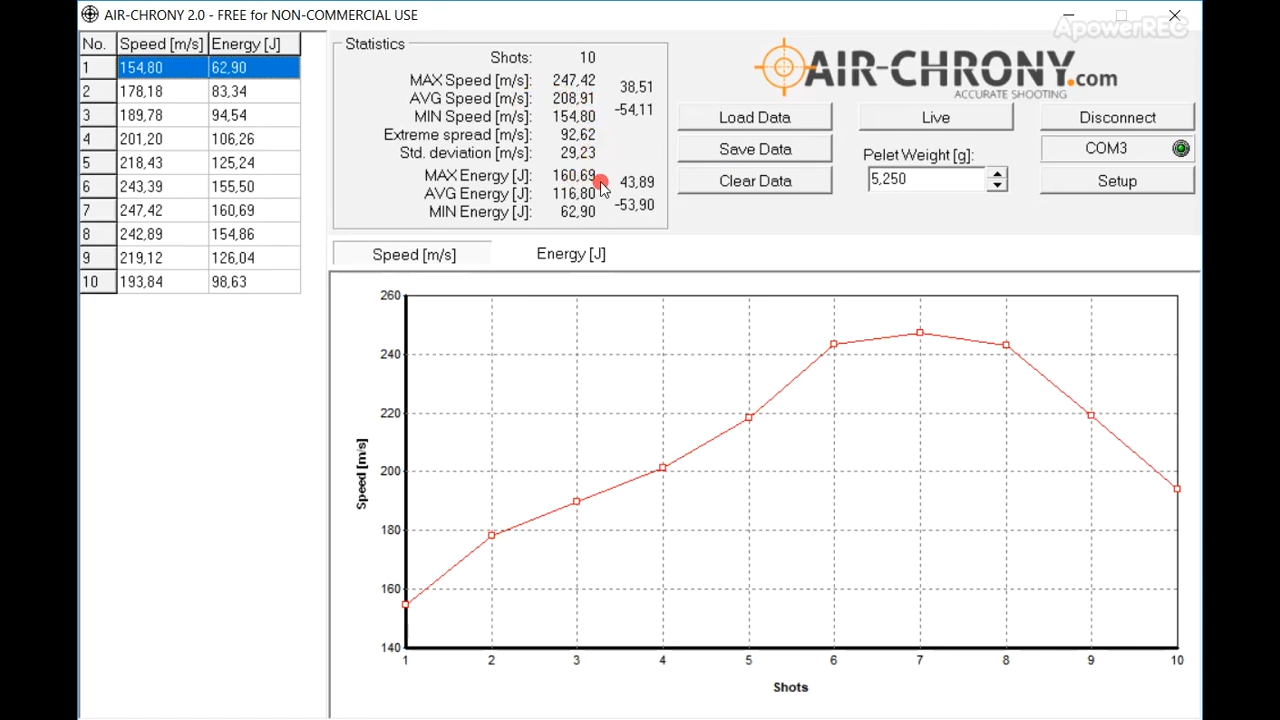 AIR-CHRONY 2.0 - FREE for NON-COMMERCIAL USE
ApowerREC
No. Speed [m/s] Energy [J]
1 154,80 62,90
2 178,18 83,34
3 189,78 94,54
4 201,20 106,26
5 218,43 125,24
6 243,39 155,50
7 247,42 160,69
8 242,89 154,86
9 219,12 126,04
10 193,84 98,63
Statistics
Shots: 10
MAX Speed [m/s]: 247,42 38,51
AVG Speed [m/s]: 208,91
MIN Speed [m/s]: 154,80 -54,11
Extreme spread [m/s]: 92,62
Std. deviation [m/s]: 29,23
MAX Energy [J]: 160,69 43,89
AVG Energy [J]: 116,80
MIN Energy [J]: 62,90 -53,90
AIR-CHRONY.com
ACCURATE SHOOTING
Load Data Live Disconnect
Save Data Pelet Weight [g]: COM3
Clear Data 5,250 Setup
Speed [m/s] Energy [J]
260
240
220
200
180
160
140
Speed [m/s]
1 2 3 4 5 6 7 8 9 10
Shots